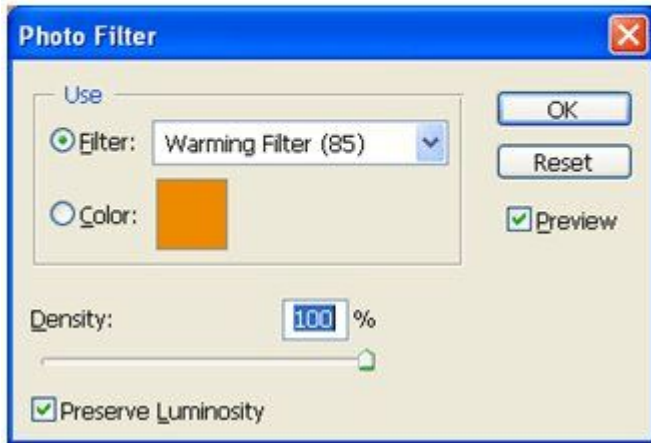 Photo Filter
Use
Filter: Warming Filter (85)
Color:
OK
Reset
Preview
Density: 100 %
Preserve Luminosity